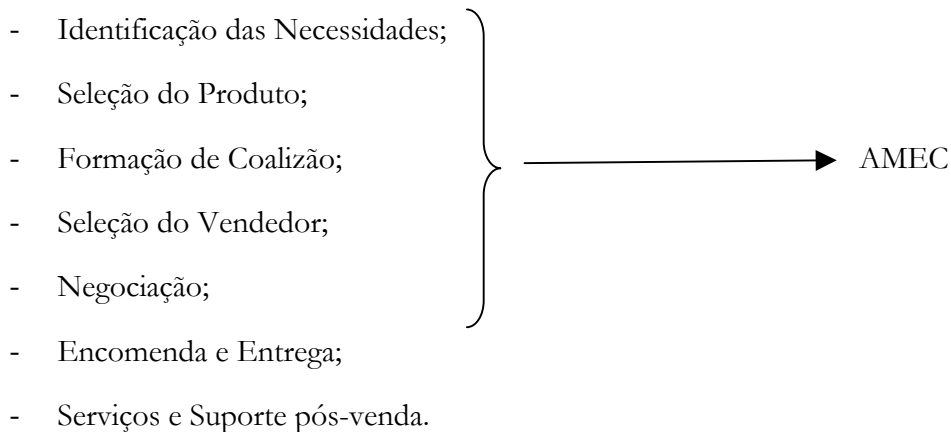 - Identificação das Necessidades;
- Seleção do Produto;
- Formação de Coalizão;
AMEC
- Seleção do Vendedor;
- Negociação;
- Encomenda e Entrega;
- Serviços e Suporte pós-venda.